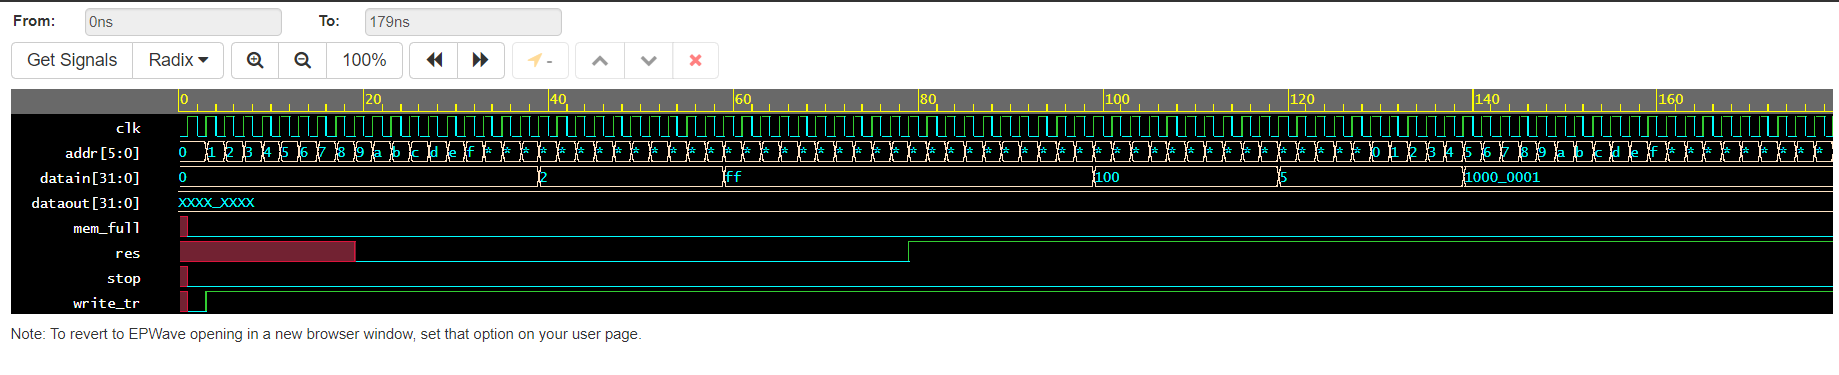 From: 0ns To: 179ns
Get Signals Radix 100% -
0 20 40 60 80 100 120 140 160
clk
addr[5:0] 0 1 2 3 4 5 6 7 8 9 a b c d e f * * * * * * * * * * * * * * * * * * * * * * * * * * * * * * * * * * * * * * * * * * * * * * * * 0 1 2 3 4 5 6 7 8 9 a b c d e f * * * * * * * * *
datain[31:0] 0 2 ff 100 5 1000_0001
dataout[31:0] XXXX_XXXX
mem_full
res
stop
write_tr
Note: To revert to EPWave opening in a new browser window, set that option on your user page.